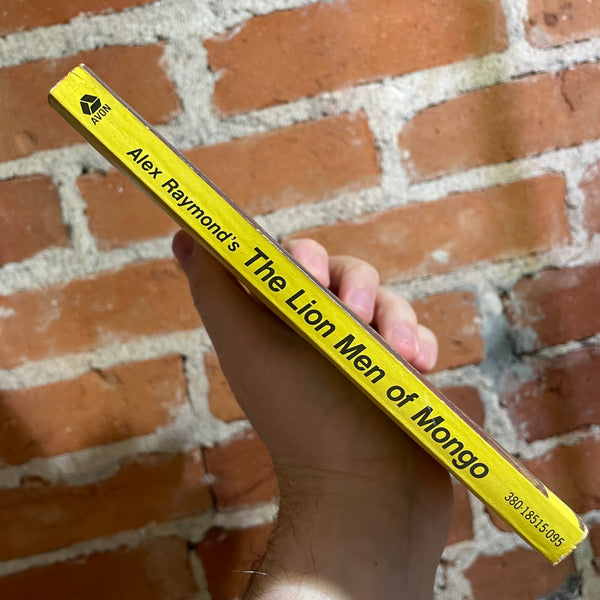 AVON
Alex Raymond's The Lion Men of Mongo
380-18515-095